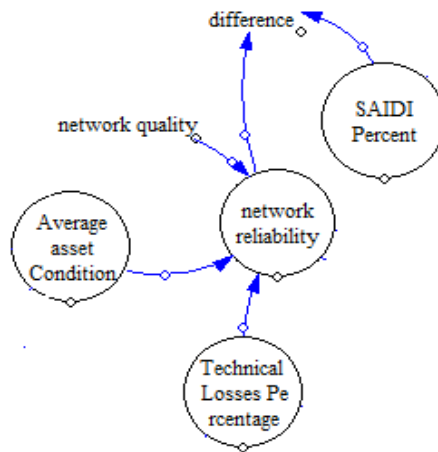 difference
SAIDI
Percent
network quality
network
reliability
Average
asset
Condition
Technical
Losses Pe
rcentage